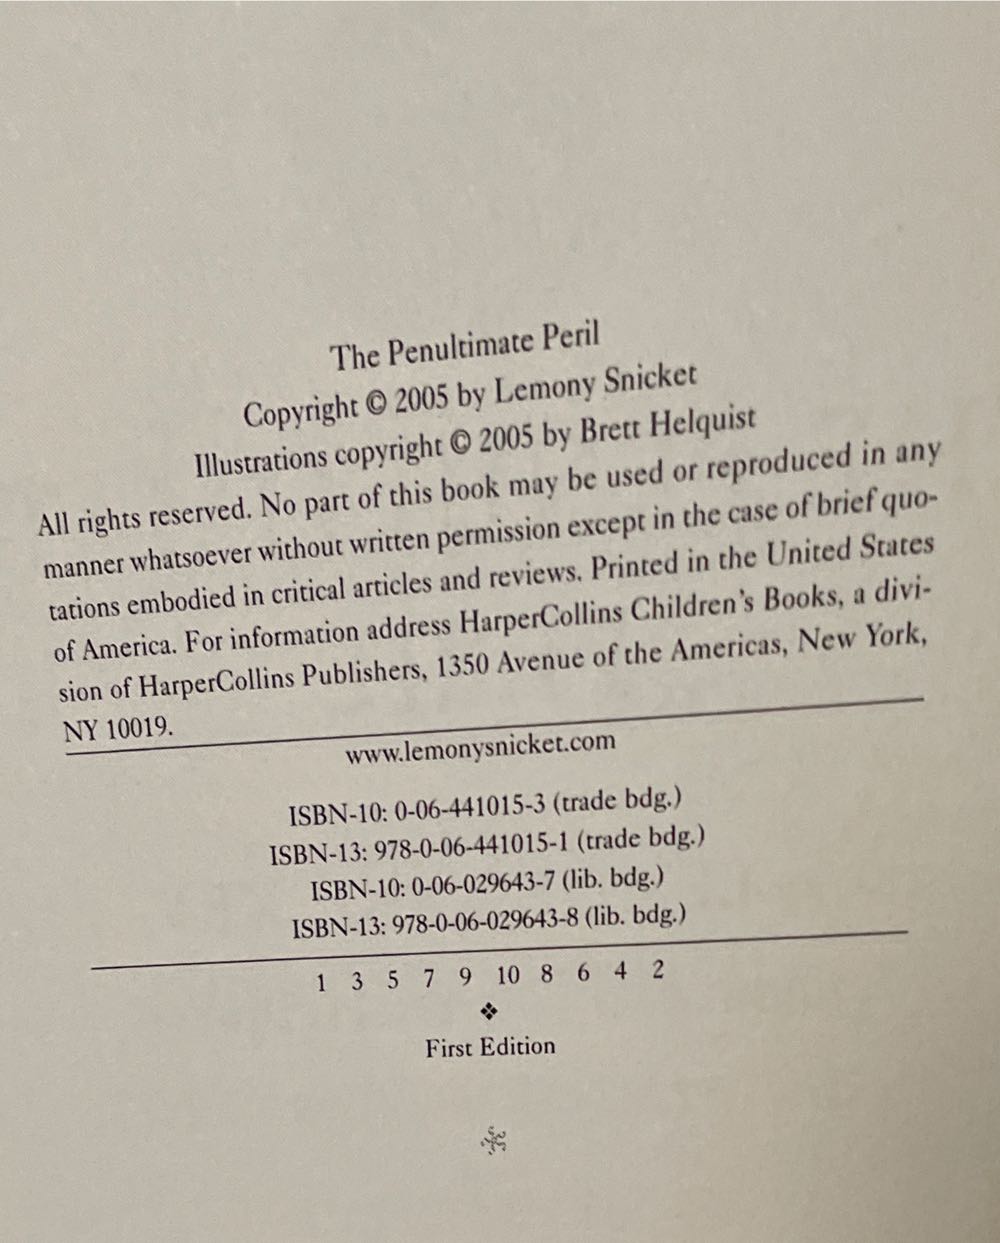 The Penultimate Peril
Copyright © 2005 by Lemony Snicket
Illustrations copyright © 2005 by Brett Helquist
All rights reserved. No part of this book may be used or reproduced in any
manner whatsoever without written permission except in the case of brief quo-
tations embodied in critical articles and reviews. Printed in the United States
of America. For information address HarperCollins Children's Books, a divi-
sion of HarperCollins Publishers, 1350 Avenue of the Americas, New York,
NY 10019.
www.lemonysnicket.com
ISBN-10: 0-06-441015-3 (trade bdg.)
ISBN-13: 978-0-06-441015-1 (trade bdg.)
ISBN-10: 0-06-029643-7 (lib. bdg.)
ISBN-13: 978-0-06-029643-8 (lib. bdg.)
1 3 5 7 9 10 8 6 4 2
❖
First Edition